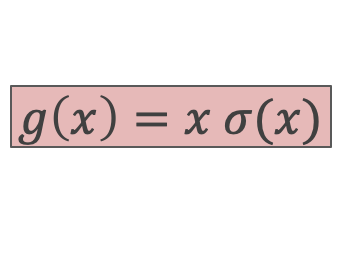 g(x) = x σ(x)